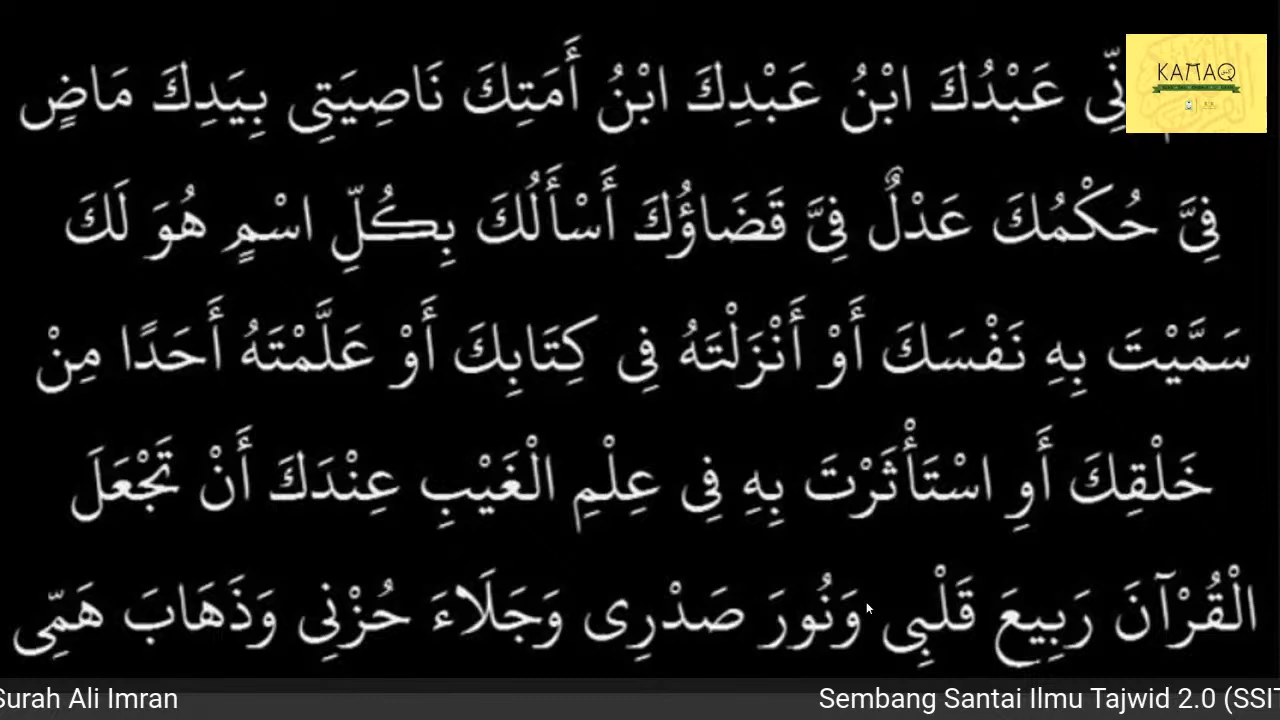 نِّى عَبْدُكَ ابْنُ عَبْدِكَ ابْنُ أَمَتِكَ نَاصِيَتِى بِيَدِكَ مَاضٍ
KAMAQ
فِىَّ حُكْمُكَ عَدْلٌ فِىَّ قَضَاؤُكَ أَسْأَلُكَ بِكُلِّ اسْمٍ هُوَ لَكَ
سَمَّيْتَ بِهِ نَفْسَكَ أَوْ أَنْزَلْتَهُ فِى كِتَابِكَ أَوْ عَلَّمْتَهُ أَحَدًا مِنْ
خَلْقِكَ أَوِ اسْتَأْثَرْتَ بِهِ فِى عِلْمِ الْغَيْبِ عِنْدَكَ أَنْ تَجْعَلَ
الْقُرْآنَ رَبِيعَ قَلْبِى وَنُورَ صَدْرِى وَجَلَاءَ حُزْنِى وَذَهَابَ هَمِّى
Surah Ali Imran
Sembang Santai Ilmu Tajwid 2.0 (SSIT